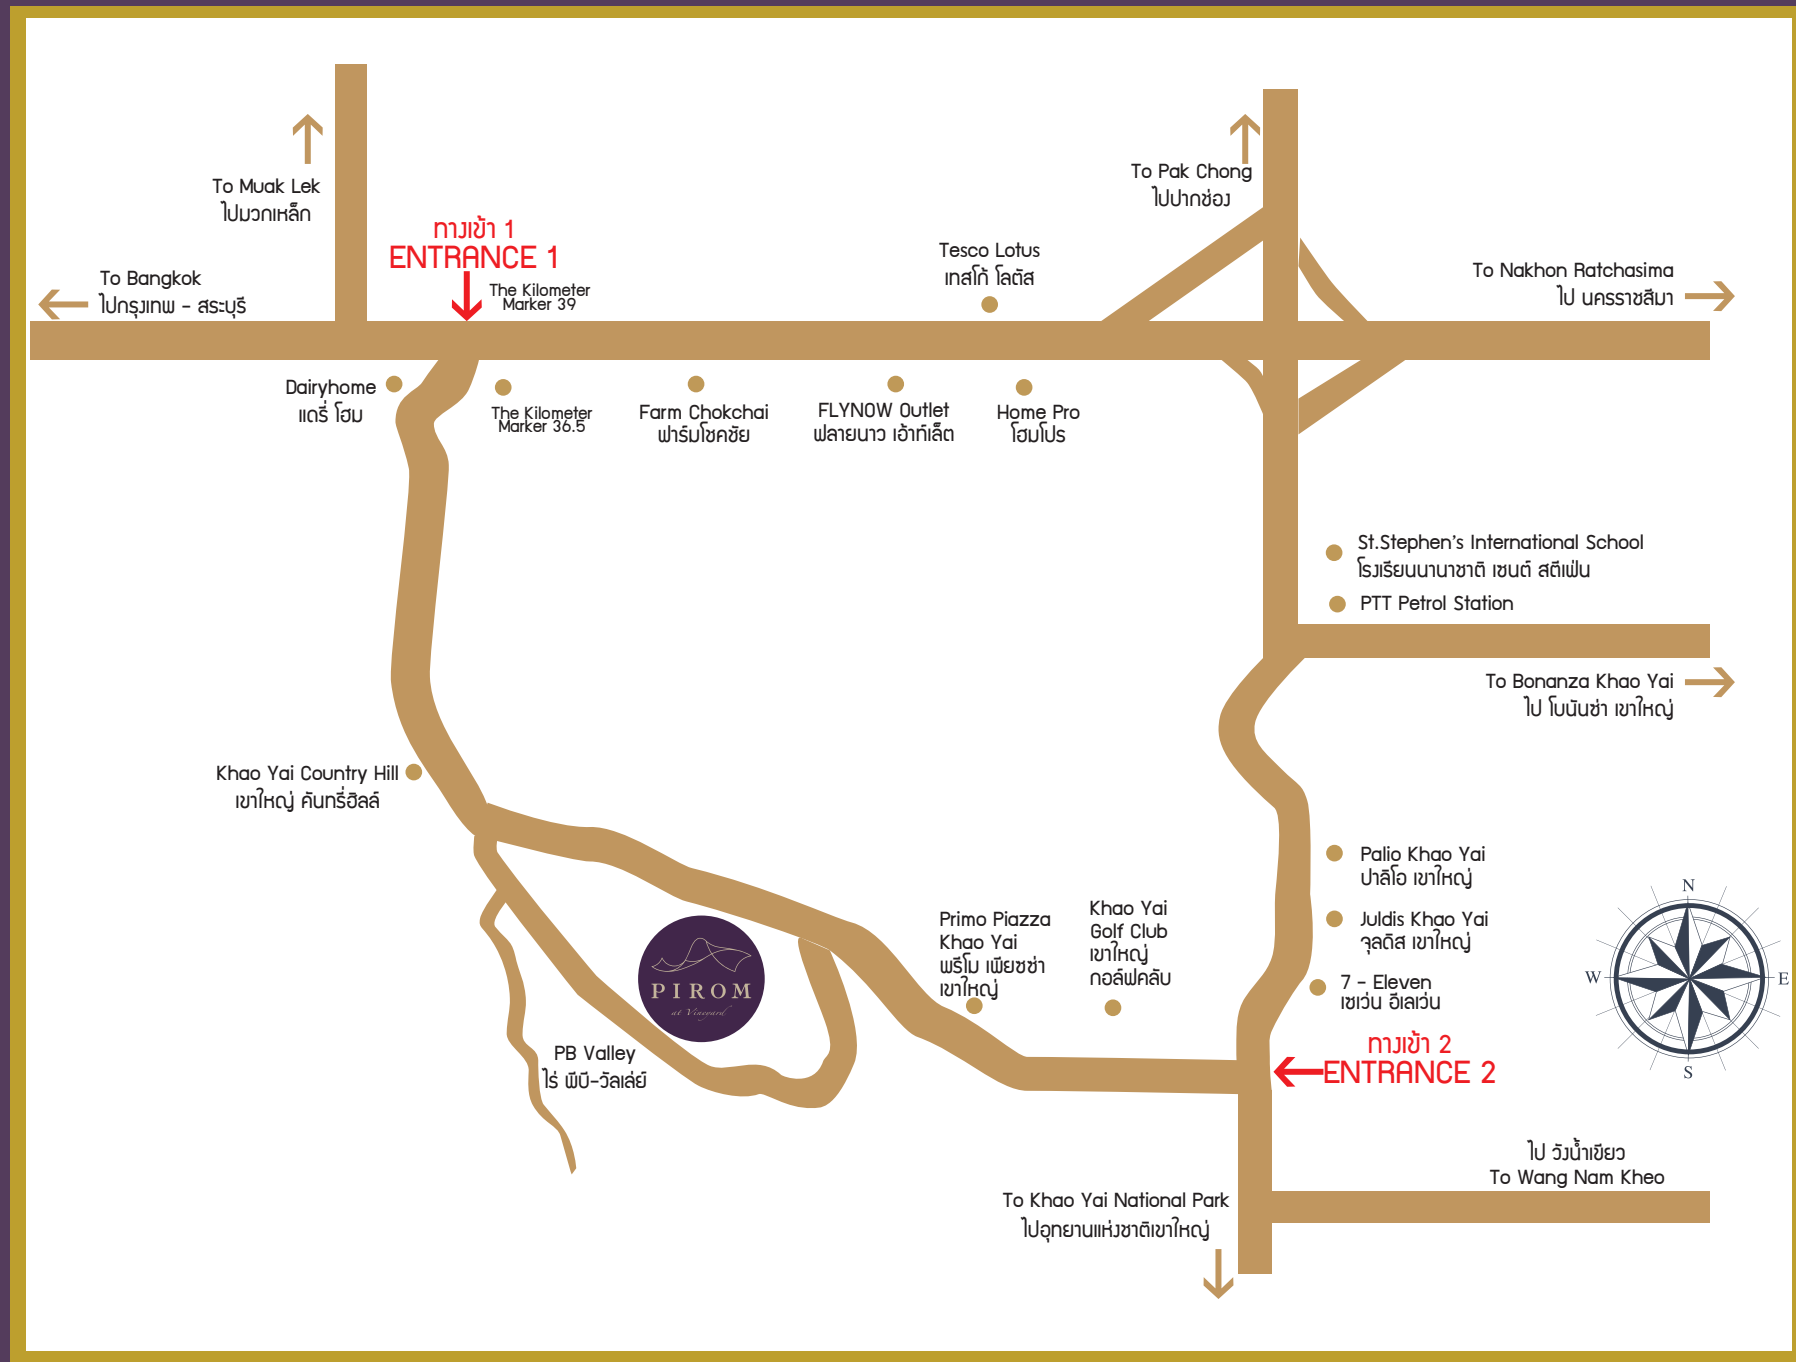 To Muak Lek
ไปมวกเหล็ก
ทางเข้า 1
ENTRANCE 1
To Bangkok
ไปกรุงเทพ - สระบุรี
The Kilometer
Marker 39
Tesco Lotus
เทสโก้ โลตัส
To Pak Chong
ไปปากช่อง
To Nakhon Ratchasima
ไป นครราชสีมา
Dairyhome
แดรี่ โฮม
The Kilometer
Marker 36.5
Farm Chokchai
ฟาร์มโชคชัย
FLYNOW Outlet
ฟลายนาว เอ้าท์เล็ต
Home Pro
โฮมโปร
St.Stephen's International School
โรงเรียนนานาชาติ เซนต์ สตีเฟ่น
PTT Petrol Station
To Bonanza Khao Yai
ไป โบนันซ่า เขาใหญ่
Khao Yai Country Hill
เขาใหญ่ คันทรี่ฮิลล์
Palio Khao Yai
ปาลิโอ เขาใหญ่
Juldis Khao Yai
จุลดิส เขาใหญ่
7 - Eleven
เซเว่น อีเลเว่น
Primo Piazza
Khao Yai
พรีโม เพียซซ่า
เขาใหญ่
Khao Yai
Golf Club
เขาใหญ่
กอล์ฟคลับ
PIROM
at Vineyard
PB Valley
ไร่ พีบี-วัลเล่ย์
ทางเข้า 2
ENTRANCE 2
N
W
E
S
ไป วังน้ำเขียว
To Wang Nam Kheo
To Khao Yai National Park
ไปอุทยานแห่งชาติเขาใหญ่